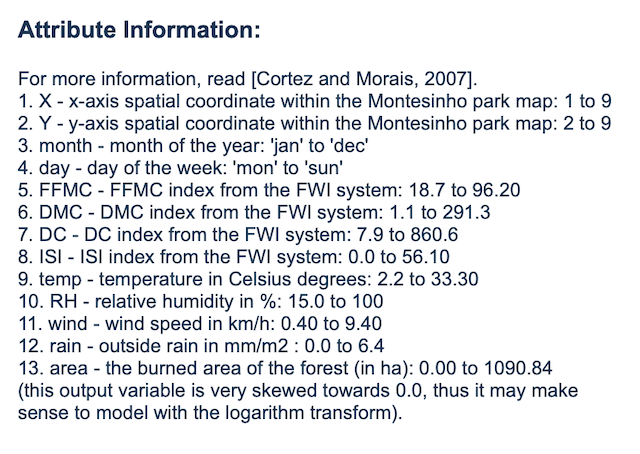 Attribute Information:
For more information, read [Cortez and Morais, 2007].
1. X - x-axis spatial coordinate within the Montesinho park map: 1 to 9
2. Y - y-axis spatial coordinate within the Montesinho park map: 2 to 9
3. month - month of the year: 'jan' to 'dec'
4. day - day of the week: 'mon' to 'sun'
5. FFMC - FFMC index from the FWI system: 18.7 to 96.20
6. DMC - DMC index from the FWI system: 1.1 to 291.3
7. DC - DC index from the FWI system: 7.9 to 860.6
8. ISI - ISI index from the FWI system: 0.0 to 56.10
9. temp - temperature in Celsius degrees: 2.2 to 33.30
10. RH - relative humidity in %: 15.0 to 100
11. wind - wind speed in km/h: 0.40 to 9.40
12. rain - outside rain in mm/m2 : 0.0 to 6.4
13. area - the burned area of the forest (in ha): 0.00 to 1090.84
(this output variable is very skewed towards 0.0, thus it may make
sense to model with the logarithm transform).